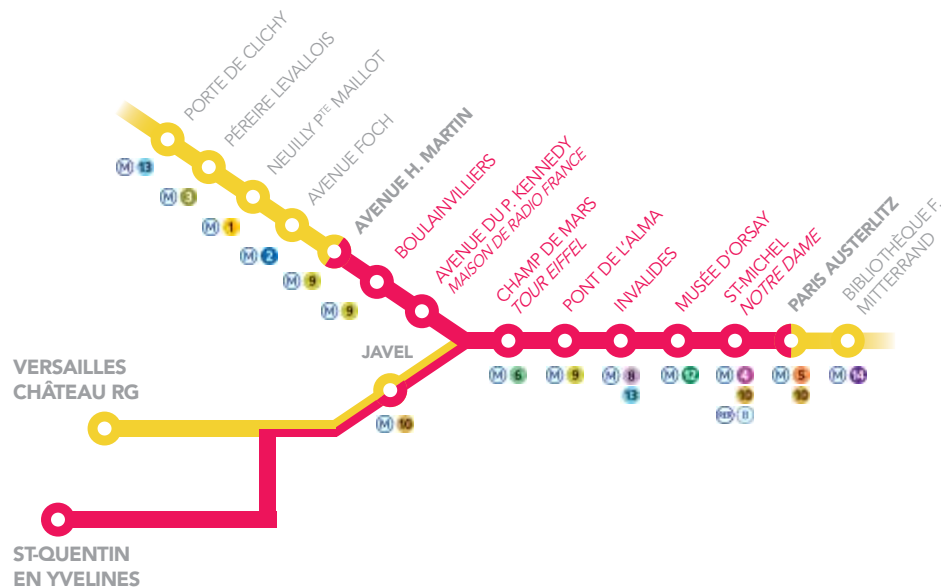 PORTE DE CLICHY
M 13
PÉREIRE LEVALLOIS
M 3
NEUILLY PTE MAILLOT
M 1
AVENUE FOCH
M 2
AVENUE H. MARTIN
M 9
BOULAINVILLIERS
M 9
AVENUE DU P. KENNEDY
MAISON DE RADIO FRANCE
CHAMP DE MARS
TOUR EIFFEL
M 6
PONT DE L'ALMA
M 9
INVALIDES
M 8
13
MUSÉE D'ORSAY
M 12
ST-MICHEL
NOTRE DAME
M 4
10
RER B
PARIS AUSTERLITZ
M 5
10
BIBLIOTHÈQUE F.
MITTERRAND
M 14
JAVEL
M 10
VERSAILLES
CHÂTEAU RG
ST-QUENTIN
EN YVELINES